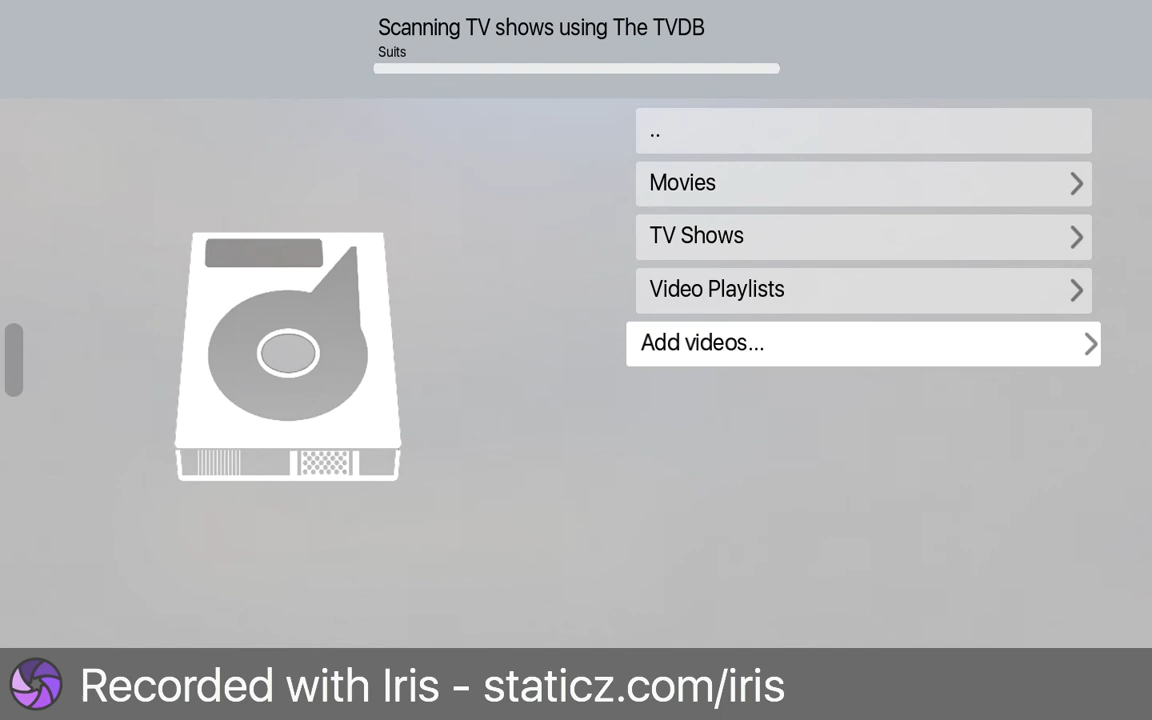 Scanning TV shows using The TVDB
Suits
..
Movies
TV Shows
Video Playlists
Add videos...
Recorded with Iris - staticz.com/iris